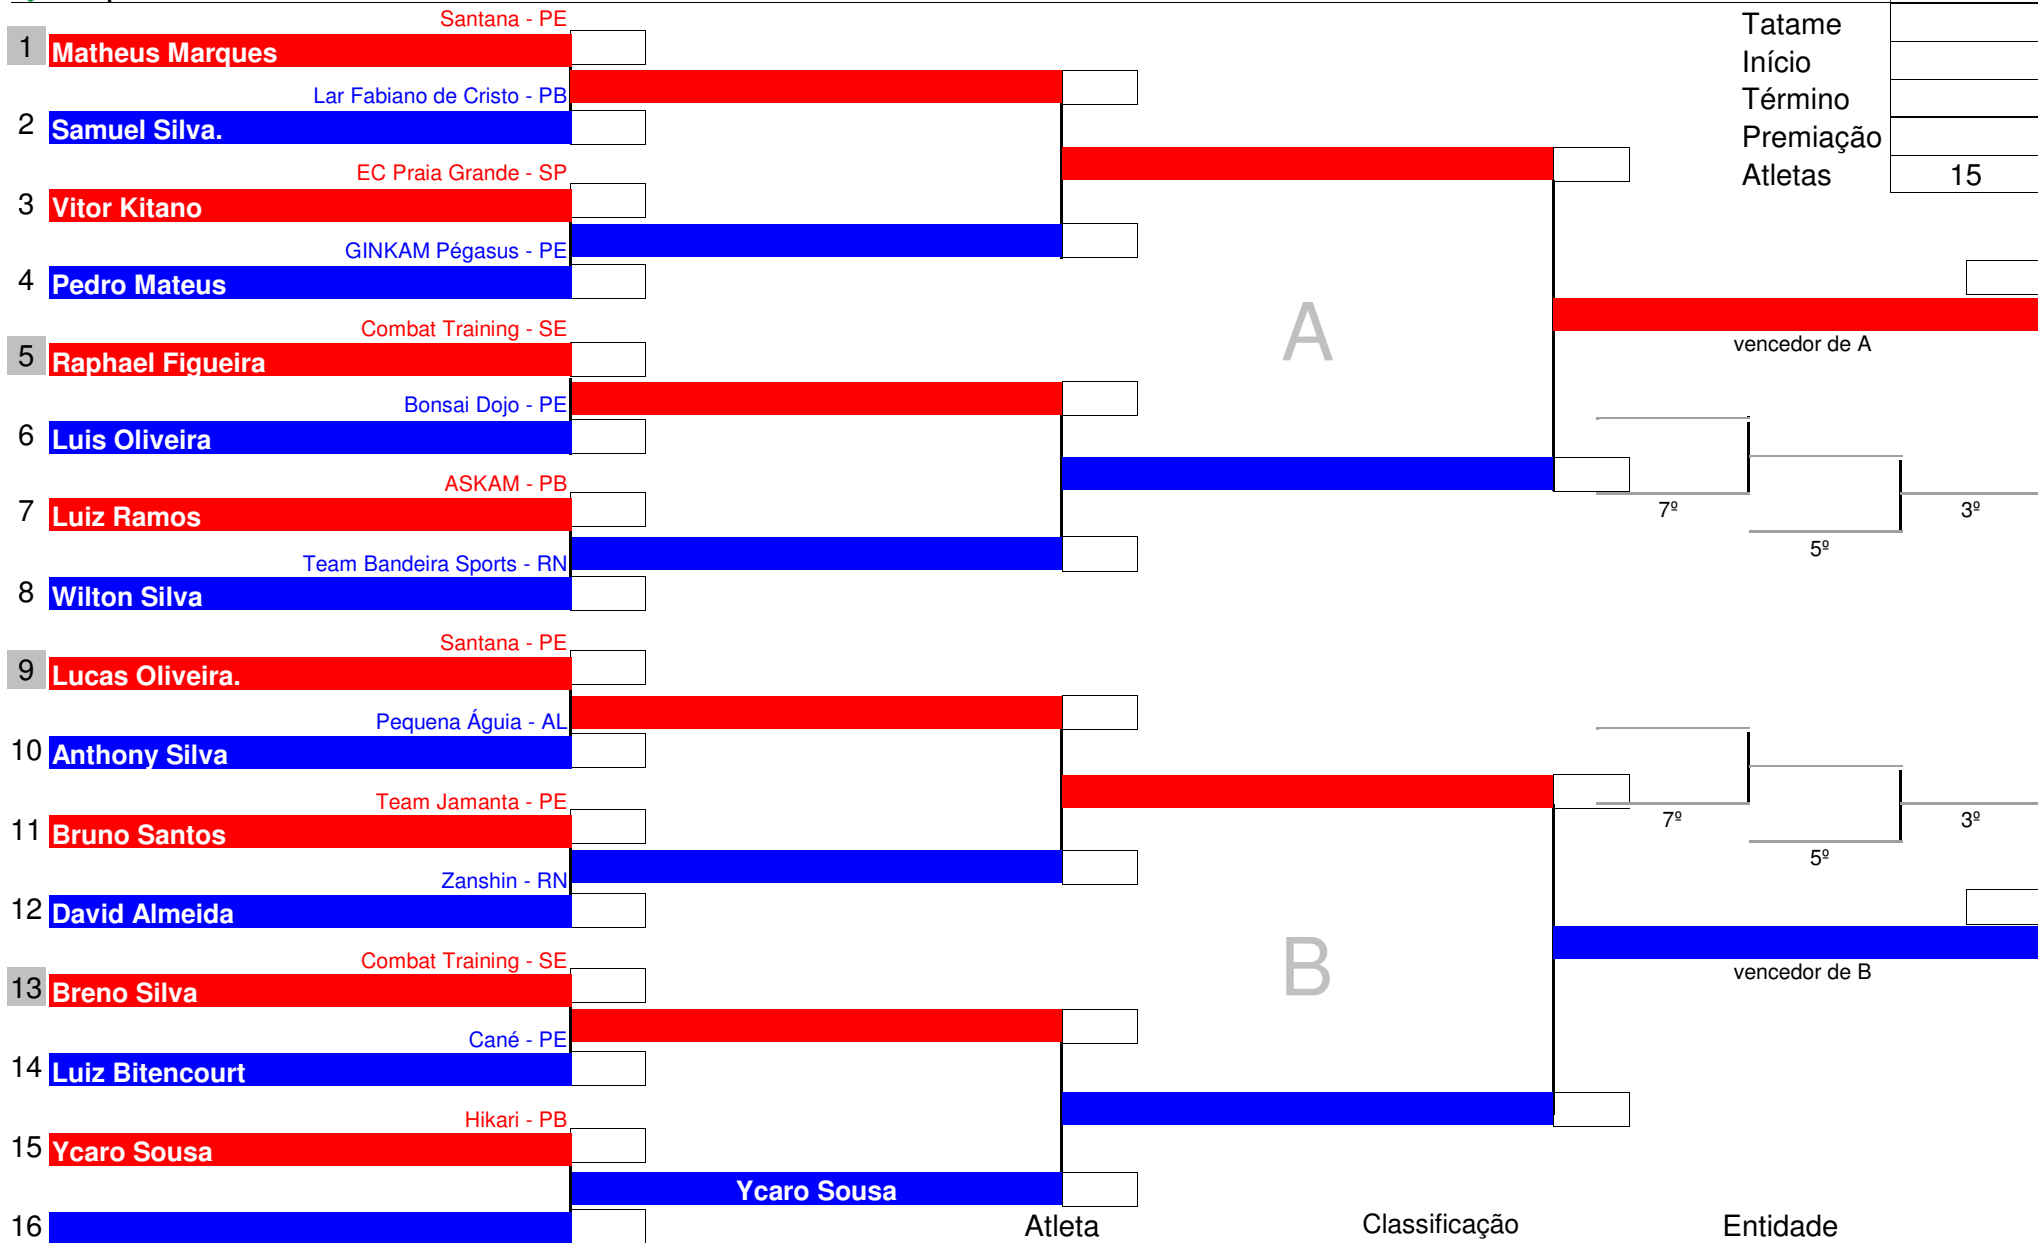 Santana - PE
1 Matheus Marques
Lar Fabiano de Cristo - PB
2 Samuel Silva.
EC Praia Grande - SP
3 Vitor Kitano
GINKAM Pégasus - PE
4 Pedro Mateus
Combat Training - SE
5 Raphael Figueira
Bonsai Dojo - PE
6 Luis Oliveira
ASKAM - PB
7 Luiz Ramos
Team Bandeira Sports - RN
8 Wilton Silva
Santana - PE
9 Lucas Oliveira.
Pequena Águia - AL
10 Anthony Silva
Team Jamanta - PE
11 Bruno Santos
Zanshin - RN
12 David Almeida
Combat Training - SE
13 Breno Silva
Cané - PE
14 Luiz Bitencourt
Hikari - PB
15 Ycaro Sousa
16
Ycaro Sousa
A
B
Tatame
Início
Término
Premiação
Atletas 15
vencedor de A
7º
5º
3º
7º
5º
3º
vencedor de B
Atleta Classificação Entidade